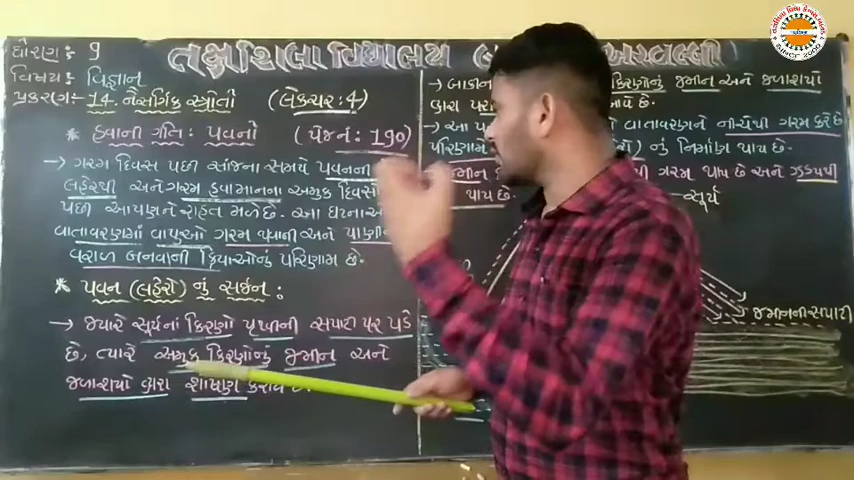 ધોરણ : 9
વિષય : વિજ્ઞાન
પ્રકરણ :- 14. નૈસર્ગિક સ્ત્રોતો (લેકચર : 4)
તક્ષશિલા વિદ્યાલય અરવલ્લી
* હવાની ગતિ : પવનો (પેજનં : 190)
→ ગરમ દિવસ પછી સાંજના સમયે પવનની
લહેરથી અને ગરમ હવામાનના અમુક દિવસ
પછી આપણને રાહત મળે છે. આ ઘટના
વાતાવરણમાં વાયુઓ ગરમ થવાની અને પાણી
વરાળ બનવાની ક્રિયાઓનું પરિણામ છે.
* પવન (લહેરો) નું સર્જન :
→ જ્યારે સૂર્યનાં કિરણો પૃથ્વીની સપાટી પર પડે
છે, ત્યારે અમુક કિરણોનું જમીન અને
જળાશયો દ્વારા શોષણ
→ બાકીના કિરણોનું જમીન અને જળાશયો
દ્વારા છે.
→ આ વાતાવરણને નીચેથી ગરમ કરે છે
પરિણામે નું નિર્માણ થાય છે.
જમીન ગરમ થાય છે અને ઝડપથી
થાય છે.
સૂર્ય
જમીનની સપાટી